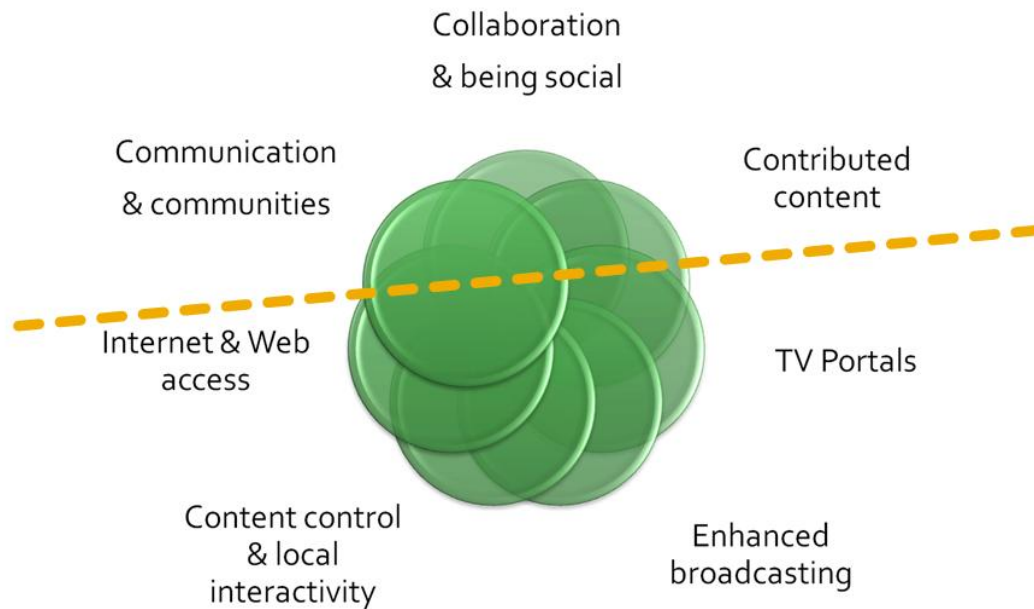 Collaboration
& being social
Communication
& communities
Contributed
content
Internet & Web
access
TV Portals
Content control
& local
interactivity
Enhanced
broadcasting